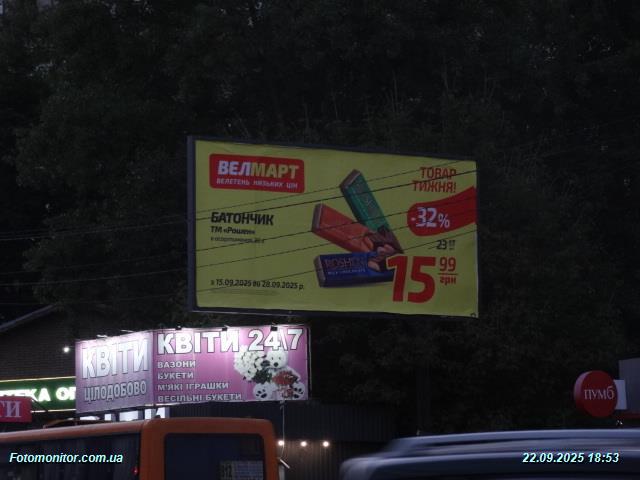 ВЕЛМАРТ
ВЕЛЕТЕНЬ НИЗЬКИХ ЦІН
ТОВАР
ТИЖНЯ!
-32%
БАТОНЧИК
ТМ «Рошен»
в асортименті,
23
15 99
грн
ROSHEN
з 15.09.2025 по 28.09.2025 р.
КВІТИ
ЦІЛОДОБОВО
КВІТИ 24\7
ВАЗОНИ
БУКЕТИ
М'ЯКІ ІГРАШКИ
ВЕСІЛЬНІ БУКЕТИ
ПУМБ
Fotomonitor.com.ua
22.09.2025 18:53